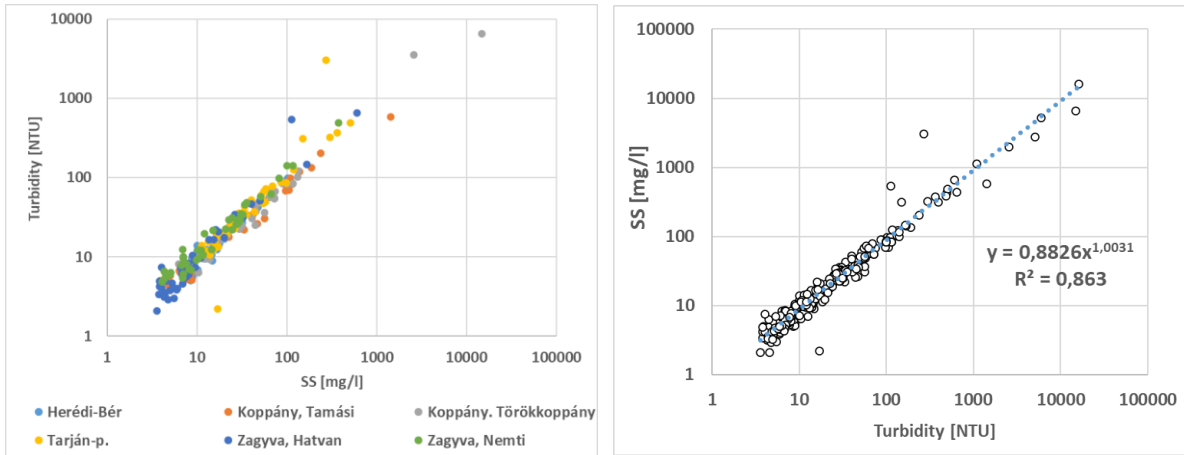 10000
1000
100
10
1
Turbidity [NTU]
1 10 100 1000 10000 100000
SS [mg/l]
Herédi-Bér Koppány, Tamási Koppány. Törökkoppány
Tarján-p. Zagyva, Hatvan Zagyva, Nemti
100000
10000
1000
100
10
1
SS [mg/l]
y = 0,8826x^1,0031
R² = 0,863
1 10 100 1000 10000 100000
Turbidity [NTU]